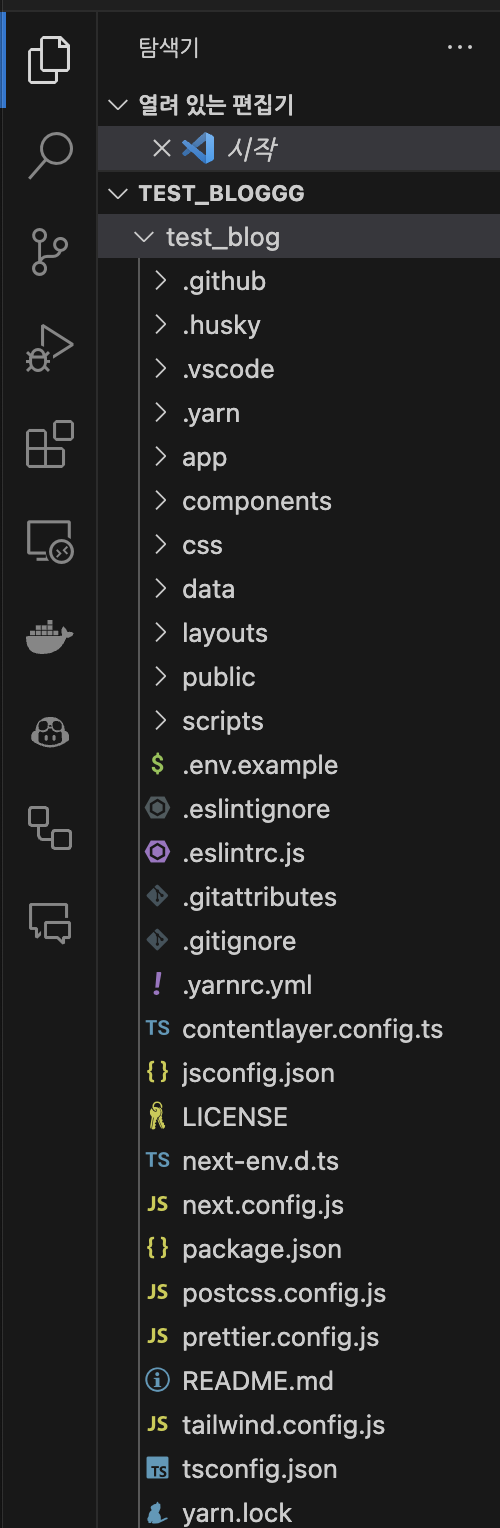 탐색기
열려 있는 편집기
시작
TEST_BLOGGG
test_blog
.github
.husky
.vscode
.yarn
app
components
css
data
layouts
public
scripts
$ .env.example
.eslintignore
.eslintrc.js
.gitattributes
.gitignore
! .yarnrc.yml
TS contentlayer.config.ts
{} jsconfig.json
LICENSE
TS next-env.d.ts
JS next.config.js
{} package.json
JS postcss.config.js
JS prettier.config.js
README.md
JS tailwind.config.js
TS tsconfig.json
yarn.lock